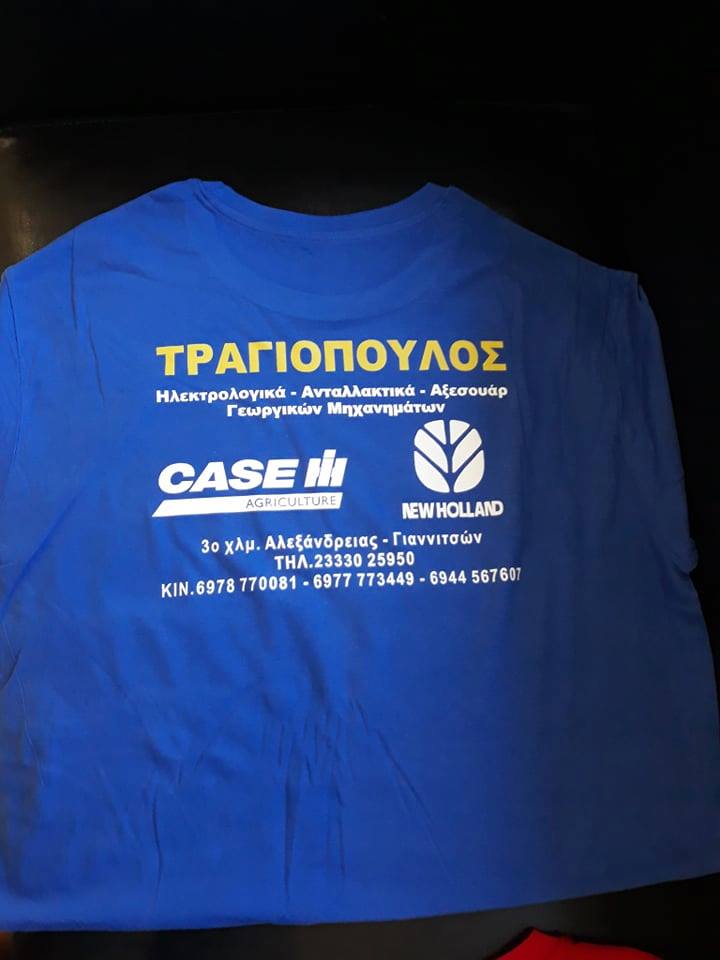 ΤΡΑΓΙΟΠΟΥΛΟΣ
Ηλεκτρολογικά - Ανταλλακτικά - Αξεσουάρ
Γεωργικών Μηχανημάτων
CASE IH
AGRICULTURE
NEW HOLLAND
3ο χλμ. Αλεξάνδρειας - Γιαννιτσών
ΤΗΛ.23330 25950
ΚΙΝ.6978 770081 - 6977 773449 - 6944 567607